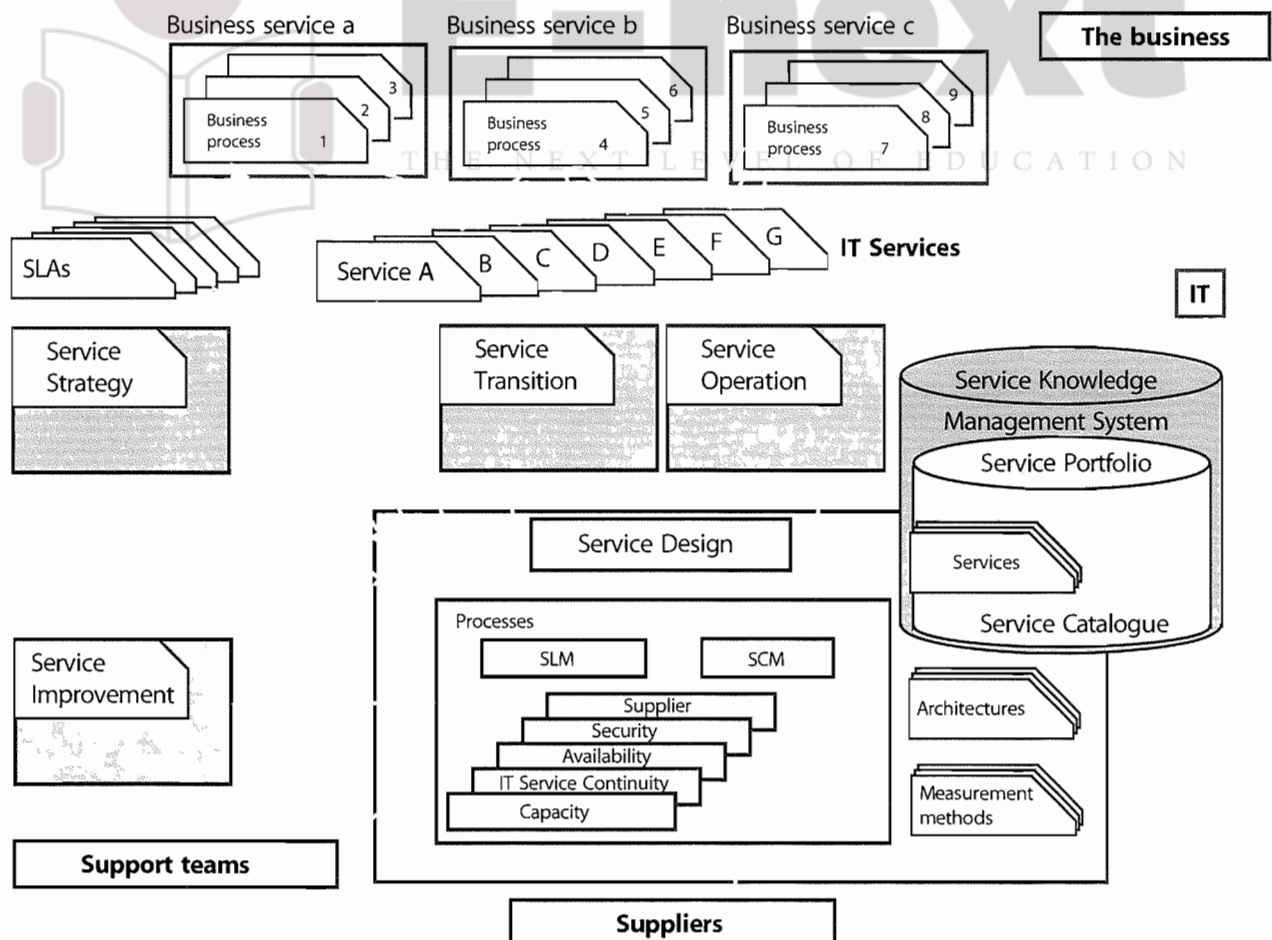 E-next
THE NEXT LEVEL OF EDUCATION
Business service a
Business service b
Business service c
The business
3
2
Business
process 1
6
5
Business
process 4
9
8
Business
process 7
SLAs
Service A
B
C
D
E
F
G
IT Services
IT
Service
Strategy
Service
Transition
Service
Operation
Service Knowledge
Management System
Service Portfolio
Services
Service Catalogue
Service Design
Processes
SLM
SCM
Supplier
Security
Availability
IT Service Continuity
Capacity
Service
Improvement
Architectures
Measurement
methods
Support teams
Suppliers